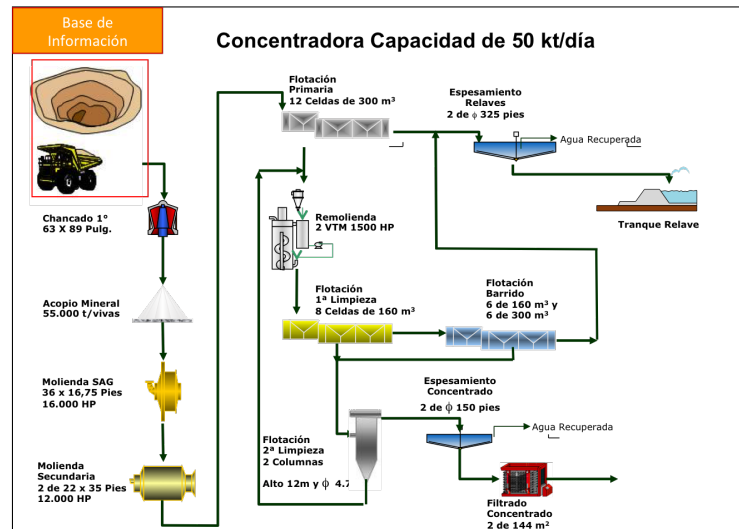 Base de
Información
Concentradora Capacidad de 50 kt/día
Flotación
Primaria
12 Celdas de 300 m³
Espesamiento
Relaves
2 de ϕ 325 pies
Agua Recuperada
Tranque Relave
Chancado 1°
63 X 89 Pulg.
Remolienda
2 VTM 1500 HP
Acopio Mineral
55.000 t/vivas
Flotación
1ª Limpieza
8 Celdas de 160 m³
Flotación
Barrido
6 de 160 m³ y
6 de 300 m³
Molienda SAG
36 x 16,75 Pies
16.000 HP
Espesamiento
Concentrado
2 de ϕ 150 pies
Agua Recuperada
Flotación
2ª Limpieza
2 Columnas
Alto 12m y ϕ
Molienda
Secundaria
2 de 22 x 35 Pies
12.000 HP
Filtrado
Concentrado
2 de 144 m²